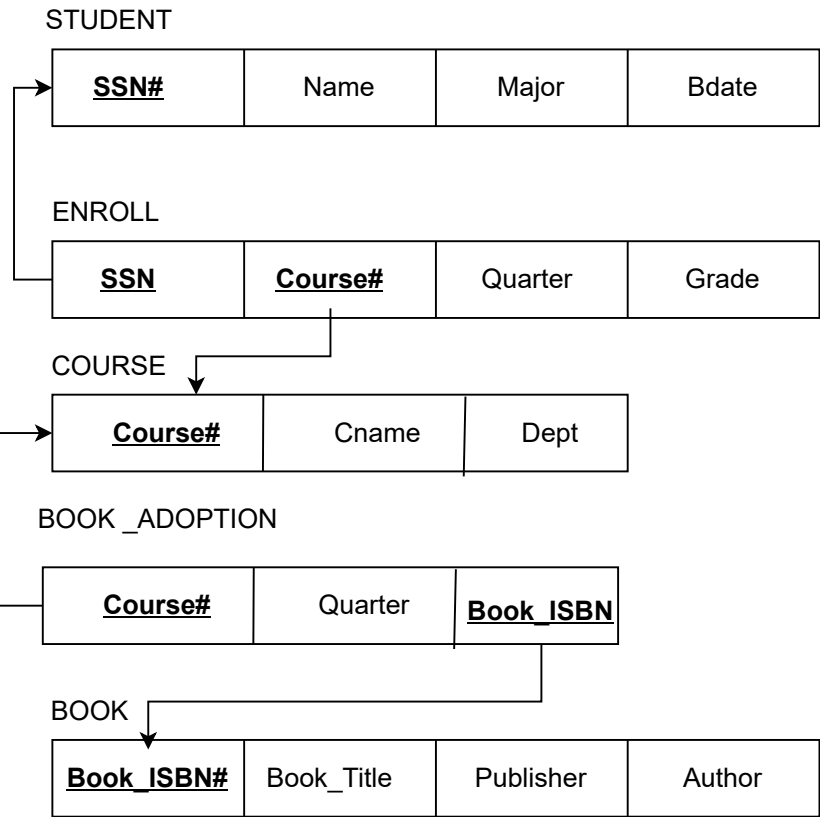 STUDENT
SSN# Name Major Bdate
ENROLL
SSN Course# Quarter Grade
COURSE
Course# Cname Dept
BOOK _ADOPTION
Course# Quarter Book_ISBN
BOOK
Book_ISBN# Book_Title Publisher Author